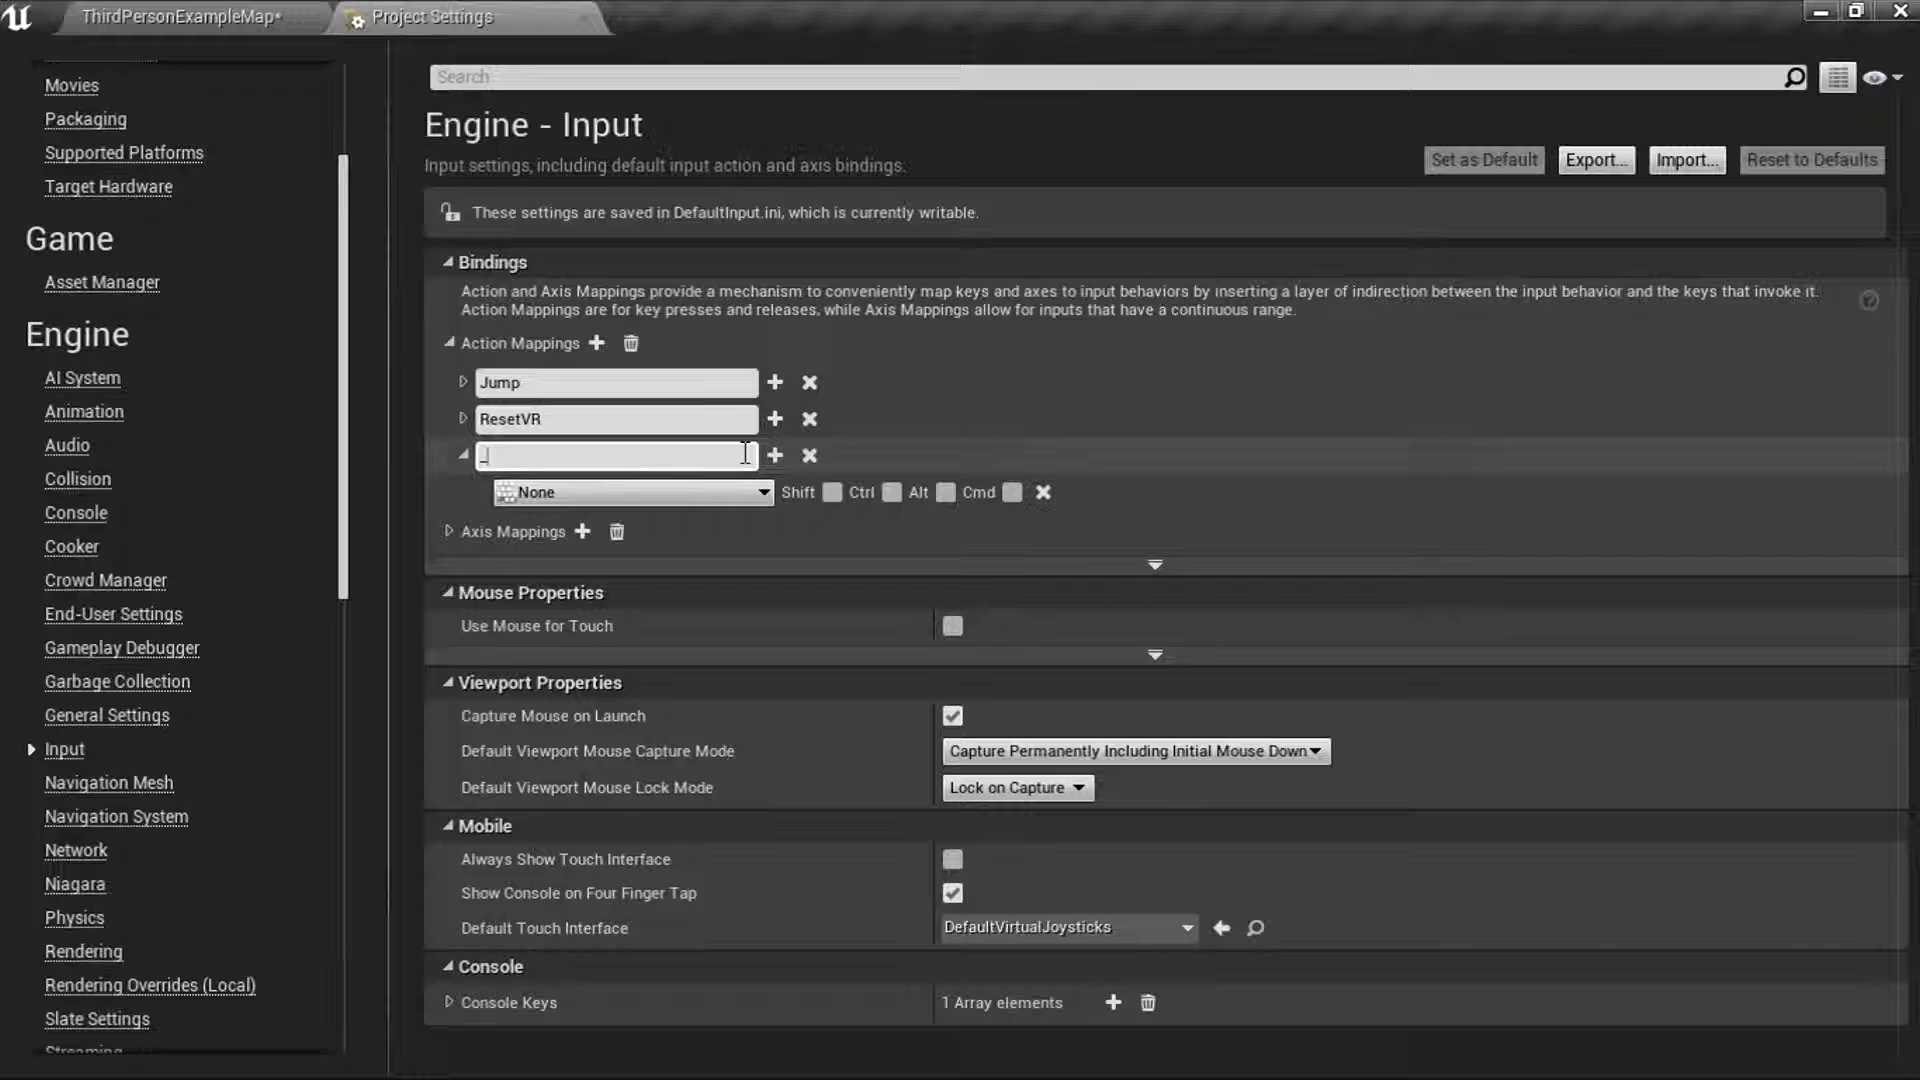 ThirdPersonExampleMap*
Project Settings
Movies
Packaging
Supported Platforms
Target Hardware
Game
Asset Manager
Engine
AI System
Animation
Audio
Collision
Console
Cooker
Crowd Manager
End-User Settings
Gameplay Debugger
Garbage Collection
General Settings
Input
Navigation Mesh
Navigation System
Network
Niagara
Physics
Rendering
Rendering Overrides (Local)
Slate Settings
Streaming
Search
Engine - Input
Input settings, including default input action and axis bindings.
Set as Default
Export...
Import...
Reset to Defaults
These settings are saved in DefaultInput.ini, which is currently writable.
Bindings
Action and Axis Mappings provide a mechanism to conveniently map keys and axes to input behaviors by inserting a layer of indirection between the input behavior and the keys that invoke it.
Action Mappings are for key presses and releases, while Axis Mappings allow for inputs that have a continuous range.
Action Mappings
Jump
ResetVR
_
None
Shift
Ctrl
Alt
Cmd
Axis Mappings
Mouse Properties
Use Mouse for Touch
Viewport Properties
Capture Mouse on Launch
Default Viewport Mouse Capture Mode
Capture Permanently Including Initial Mouse Down
Default Viewport Mouse Lock Mode
Lock on Capture
Mobile
Always Show Touch Interface
Show Console on Four Finger Tap
Default Touch Interface
DefaultVirtualJoysticks
Console
Console Keys
1 Array elements